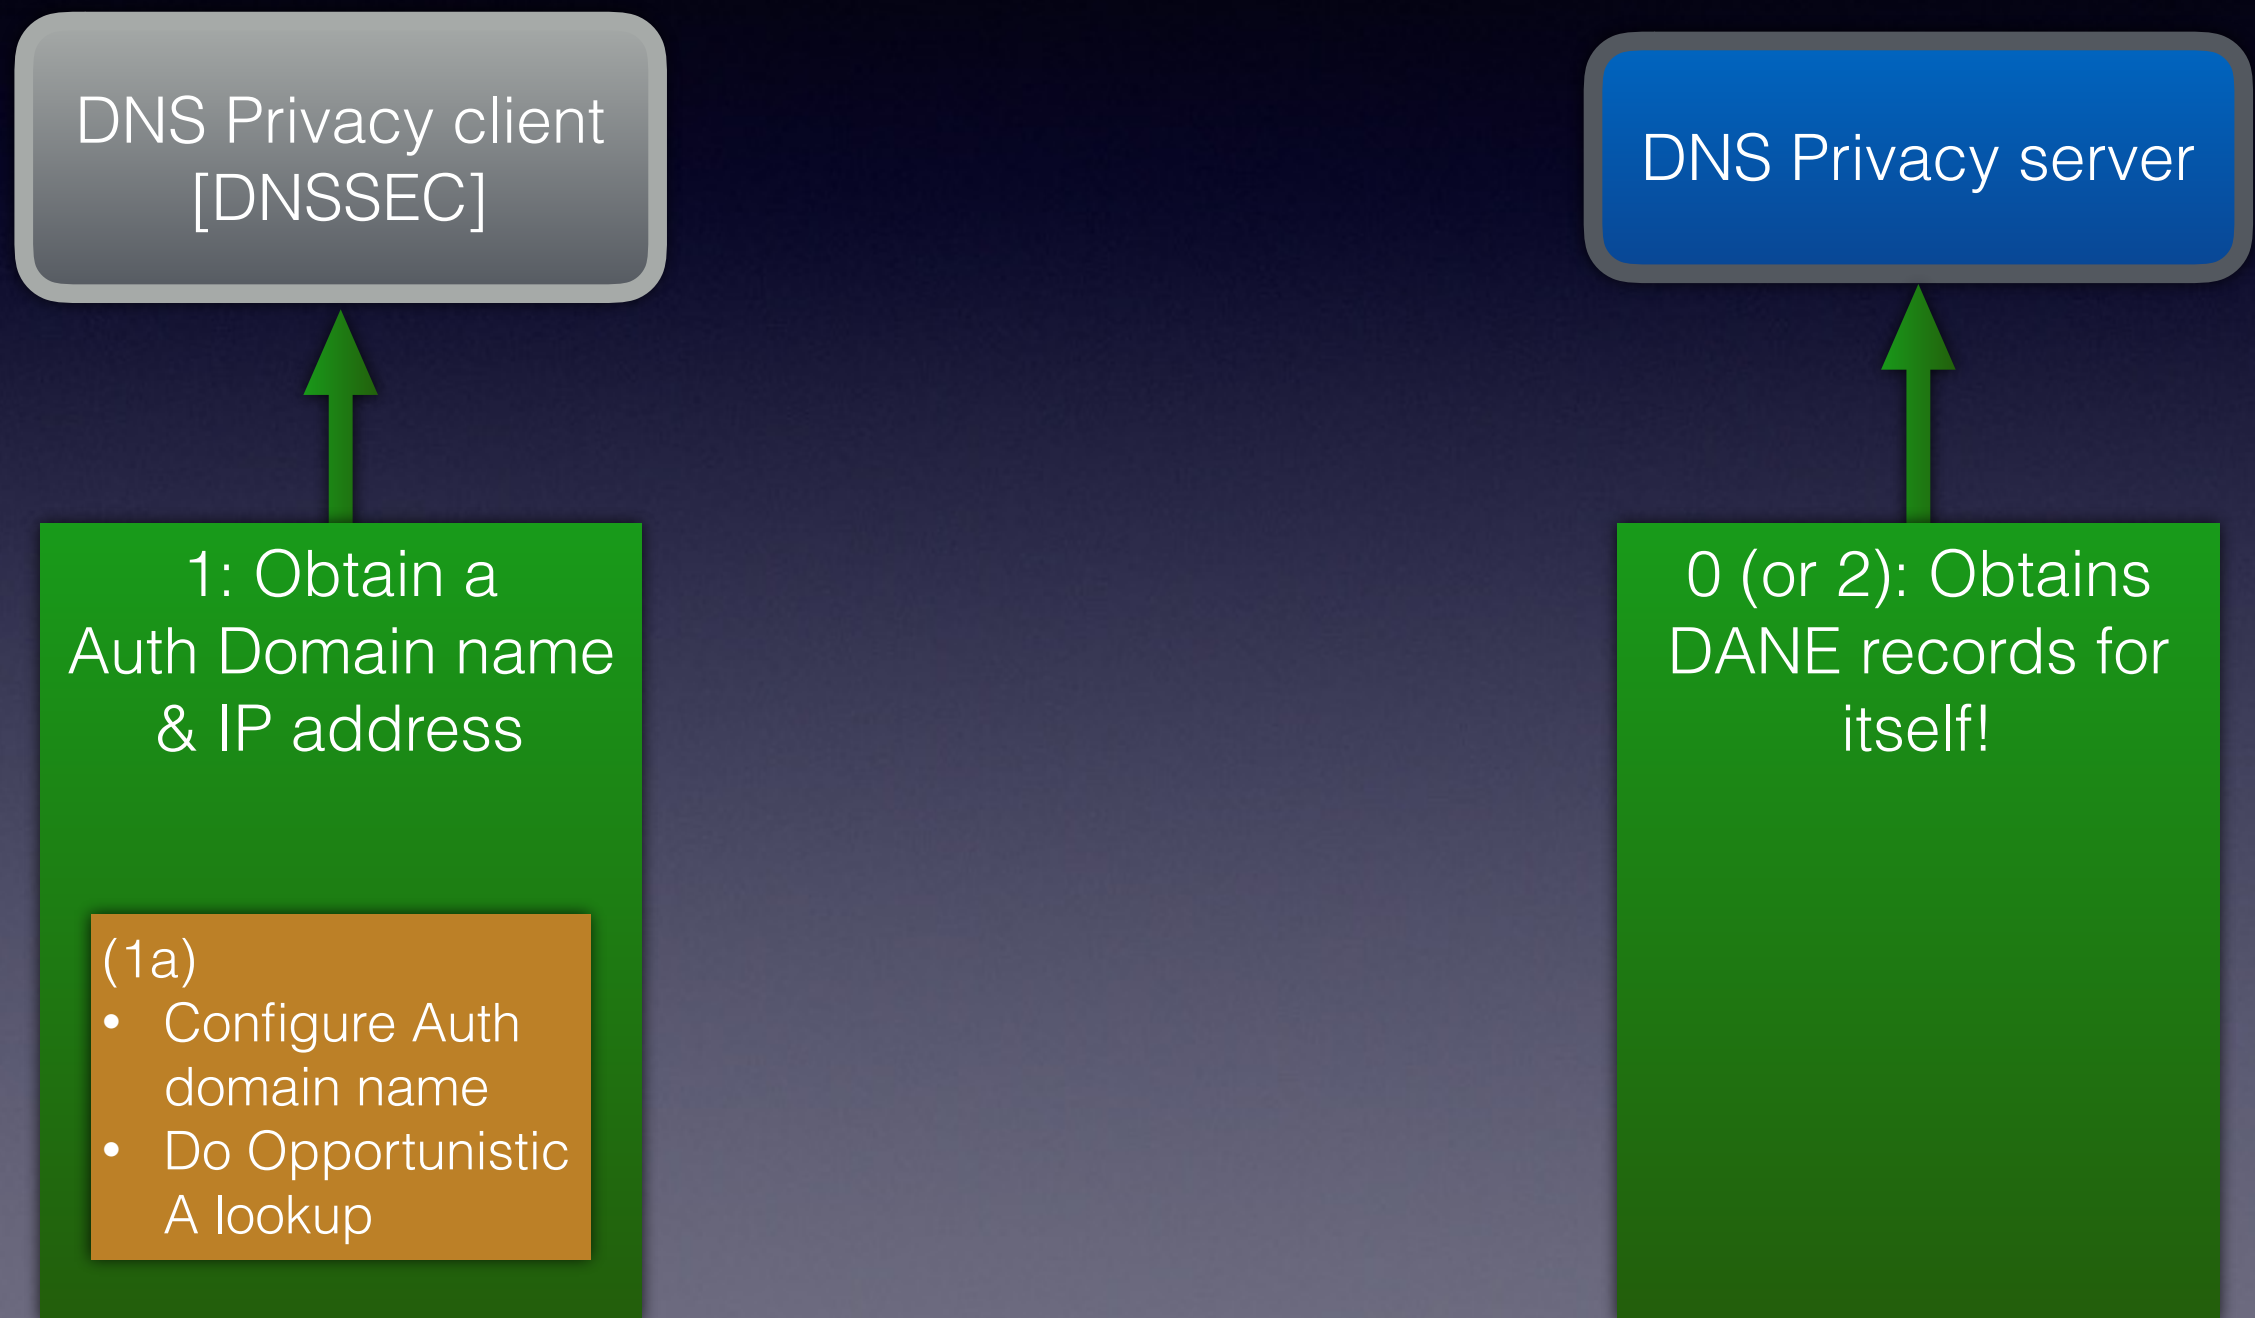 DNS Privacy client
[DNSSEC]
DNS Privacy server
1: Obtain a
Auth Domain name
& IP address
(1a)
• Configure Auth
domain name
• Do Opportunistic
A lookup
0 (or 2): Obtains
DANE records for
itself!